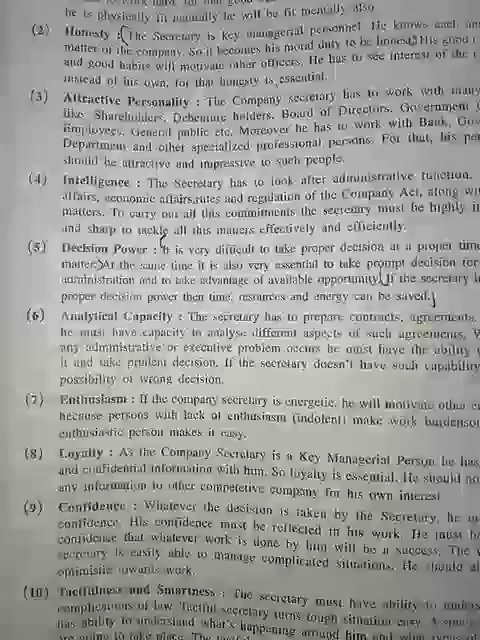 he is physically fit manually he will be fit mentally also
(2) Honesty : The Secretary is key managerial personnel. He knows each
matter of the company. So it becomes his moral duty to be honest. His good
and good habits will motivate other officers. He has to see interest of the
instead of his own, for that honesty is essential.
(3) Attractive Personality : The Company secretary has to work with many
like Shareholders, Debenture holders, Board of Directors, Government
Employees, General public etc. Moreover he has to work with Bank, Gov
Department and other specialized professional persons. For that, his per
should be attractive and impressive to such people.
(4) Intelligence : The Secretary has to look after administrative function,
affairs, economic affairs, rules and regulation of the Company Act, along wi
matters. To carry out all this commitments the secretary must be highly i
and sharp to tackle all this matters effectively and efficiently.
(5) Decision Power : It is very difficult to take proper decision at a proper time
matter. At the same time it is also very essential to take prompt decision for
administration and to take advantage of available opportunity. If the secretary
proper decision power then time, resources and energy can be saved.
(6) Analytical Capacity : The secretary has to prepare contracts, agreements.
he must have capacity to analyse different aspects of such agreements. W
any administrative or executive problem occurs he must have the ability
it and take prudent decision. If the secretary doesn't have such capability
possibility of wrong decision.
(7) Enthusiasm : If the company secretary is energetic, he will motivate other e
because persons with lack of enthusiasm (indolent) make work burdenso
enthusiastic person makes it easy.
(8) Loyalty : As the Company Secretary is a Key Managerial Person he has
and confidential information with him. So loyalty is essential. He should no
any information to other competetive company for his own interest
(9) Confidence : Whatever the decision is taken by the Secretary, he m
confidence. His confidence must be reflected in his work. He must h
confidence that whatever work is done by him will be a success. The
secretary is easily able to manage complicated situations. He should al
optimistic towards work.
(10) Tactfulness and Smartness : The secretary must have ability to unders
complications of law. Tactful secretary turns tough situation easy. A
has ability to understand what's happening around him and what
are going to take place. The